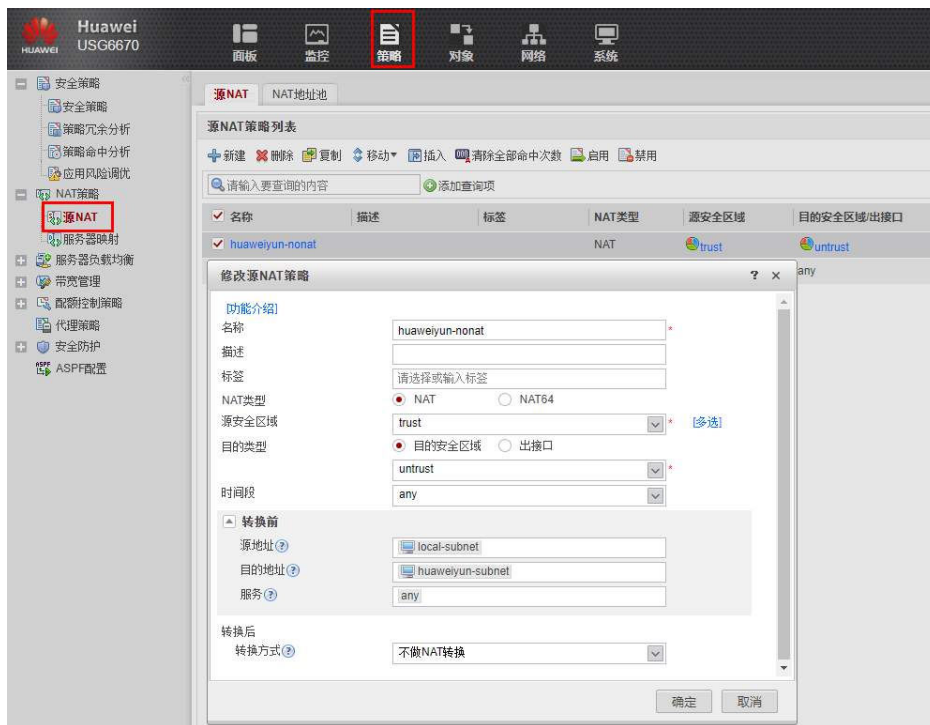 HUAWEI
Huawei
USG6670
面板
监控
策略
对象
网络
系统
安全策略
安全策略
策略冗余分析
策略命中分析
应用风险调优
NAT策略
源NAT
服务器映射
服务器负载均衡
带宽管理
配额控制策略
代理策略
安全防护
ASPF
ASPF配置
源NAT NAT地址池
源NAT策略列表
新建 删除 复制 移动 插入 清除全部命中次数 启用 禁用
请输入要查询的内容 添加查询项
名称 描述 标签 NAT类型 源安全区域 目的安全区域/出接口
huaweiyun-nonat NAT trust untrust
any
修改源NAT策略 ? ×
[功能介绍]
名称 huaweiyun-nonat *
描述
标签 请选择或输入标签
NAT类型 NAT NAT64
源安全区域 trust * [多选]
目的类型 目的安全区域 出接口
untrust *
时间段 any
转换前
源地址 ? local-subnet
目的地址 ? huaweiyun-subnet
服务 ? any
转换后
转换方式 ? 不做NAT转换
确定 取消